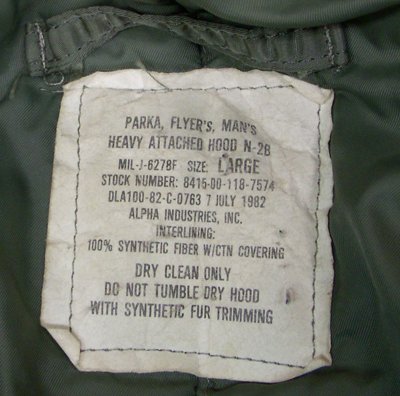 PARKA, FLYER'S, MAN'S
HEAVY ATTACHED HOOD N-2B
MIL-J-6278F SIZE: LARGE
STOCK NUMBER: 8415-00-118-7574
DLA100-82-C-0763 7 JULY 1982
ALPHA INDUSTRIES, INC.
INTERLINING:
100% SYNTHETIC FIBER W/CTN COVERING
DRY CLEAN ONLY
DO NOT TUMBLE DRY HOOD
WITH SYNTHETIC FUR TRIMMING